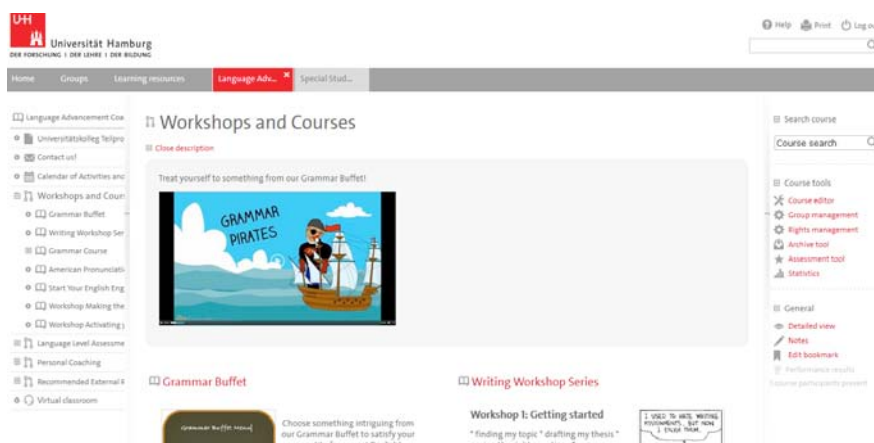 UH
Universität Hamburg
DER FORSCHUNG | DER LEHRE | DER BILDUNG
Help Print Log ou
Home Groups Learning resources Language Adv... Special Stud...
Language Advancement Coa
Universitätskolleg Teilpro
Contact us!
Calendar of Activities and
Workshops and Cours
Grammar Buffet
Writing Workshop Ser
Grammar Course
American Pronunciati
Start Your English Eng
Workshop Making the
Workshop Activating y
Language Level Assessme
Personal Coaching
Recommended External R
Virtual classroom
Workshops and Courses
Close description
Treat yourself to something from our Grammar Buffet!
GRAMMAR
PIRATES
Grammar Buffet
Grammar Buffet Menu
Choose something intriguing from
our Grammar Buffet to satisfy your
Writing Workshop Series
Workshop 1: Getting started
* finding my topic * drafting my thesis *
I USED TO HATE WRITING
ASSIGNMENTS, BUT NOW
I ENJOY THEM.
Search course
Course search
Course tools
Course editor
Group management
Rights management
Archive tool
Assessment tool
Statistics
General
Detailed view
Notes
Edit bookmark
Performance results
course participants present